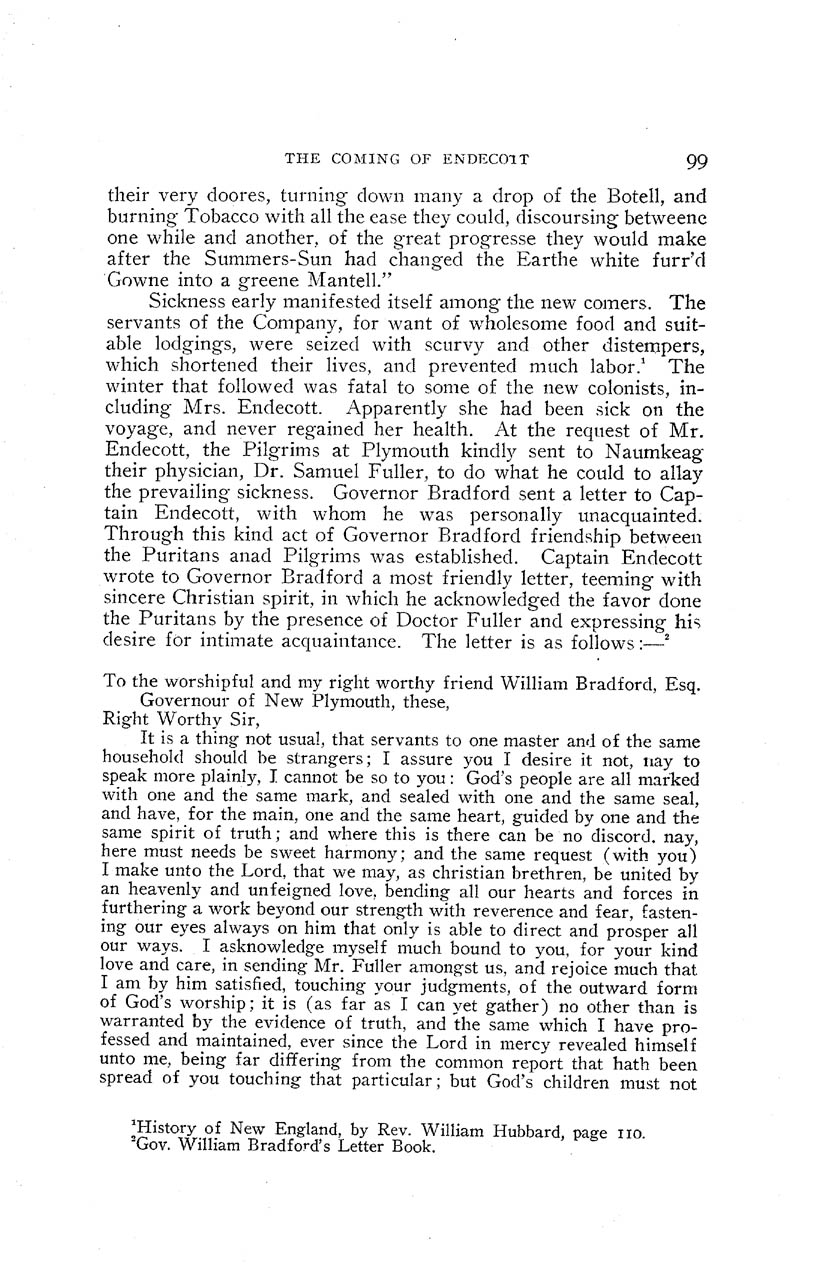 THE COMING OF ENDECOTT 99
their very doores, turning down many a drop of the Botell, and
burning Tobacco with all the ease they could, discoursing betweene
one while and another, of the great progresse they would make
after the Summers-Sun had changed the Earthe white furr'd
Gowne into a greene Mantell."
Sickness early manifested itself among the new comers. The
servants of the Company, for want of wholesome food and suit-
able lodgings, were seized with scurvy and other distempers,
which shortened their lives, and prevented much labor.¹ The
winter that followed was fatal to some of the new colonists, in-
cluding Mrs. Endecott. Apparently she had been sick on the
voyage, and never regained her health. At the request of Mr.
Endecott, the Pilgrims at Plymouth kindly sent to Naumkeag
their physician, Dr. Samuel Fuller, to do what he could to allay
the prevailing sickness. Governor Bradford sent a letter to Cap-
tain Endecott, with whom he was personally unacquainted.
Through this kind act of Governor Bradford friendship between
the Puritans anad Pilgrims was established. Captain Endecott
wrote to Governor Bradford a most friendly letter, teeming with
sincere Christian spirit, in which he acknowledged the favor done
the Puritans by the presence of Doctor Fuller and expressing his
desire for intimate acquaintance. The letter is as follows:—²
To the worshipful and my right worthy friend William Bradford, Esq.
Governour of New Plymouth, these,
Right Worthy Sir,
It is a thing not usual, that servants to one master and of the same
household should be strangers; I assure you I desire it not, nay to
speak more plainly, I cannot be so to you: God's people are all marked
with one and the same mark, and sealed with one and the same seal,
and have, for the main, one and the same heart, guided by one and the
same spirit of truth; and where this is there can be no discord. nay,
here must needs be sweet harmony; and the same request (with you)
I make unto the Lord, that we may, as christian brethren, be united by
an heavenly and unfeigned love, bending all our hearts and forces in
furthering a work beyond our strength with reverence and fear, fasten-
ing our eyes always on him that only is able to direct and prosper all
our ways. I asknowledge myself much bound to you, for your kind
love and care, in sending Mr. Fuller amongst us, and rejoice much that
I am by him satisfied, touching your judgments, of the outward form
of God's worship; it is (as far as I can yet gather) no other than is
warranted by the evidence of truth, and the same which I have pro-
fessed and maintained, ever since the Lord in mercy revealed himself
unto me, being far differing from the common report that hath been
spread of you touching that particular; but God's children must not
¹History of New England, by Rev. William Hubbard, page 110.
²Gov. William Bradford's Letter Book.